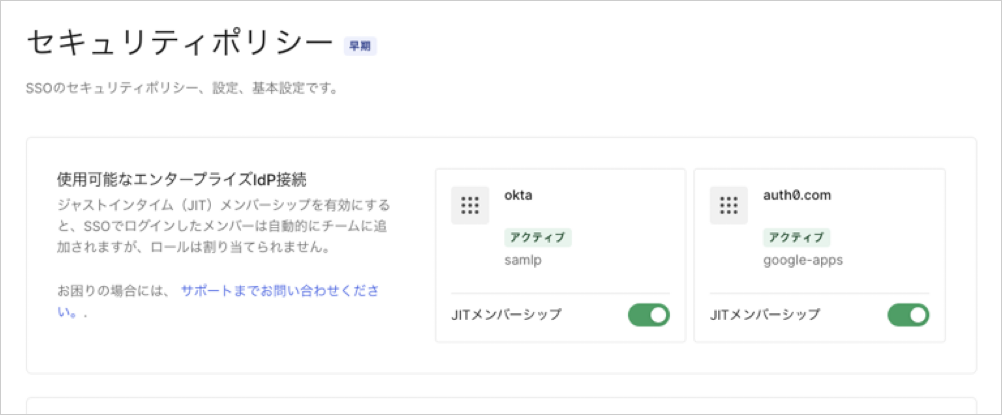 セキュリティポリシー 早期
SSOのセキュリティポリシー、設定、基本設定です。
使用可能なエンタープライズIdP接続
ジャストインタイム（JIT）メンバーシップを有効にする
と、SSOでログインしたメンバーは自動的にチームに追
加されますが、ロールは割り当てられません。
お困りの場合には、 サポートまでお問い合わせくださ
い。.
okta
アクティブ
samlp
JITメンバーシップ
auth0.com
アクティブ
google-apps
JITメンバーシップ